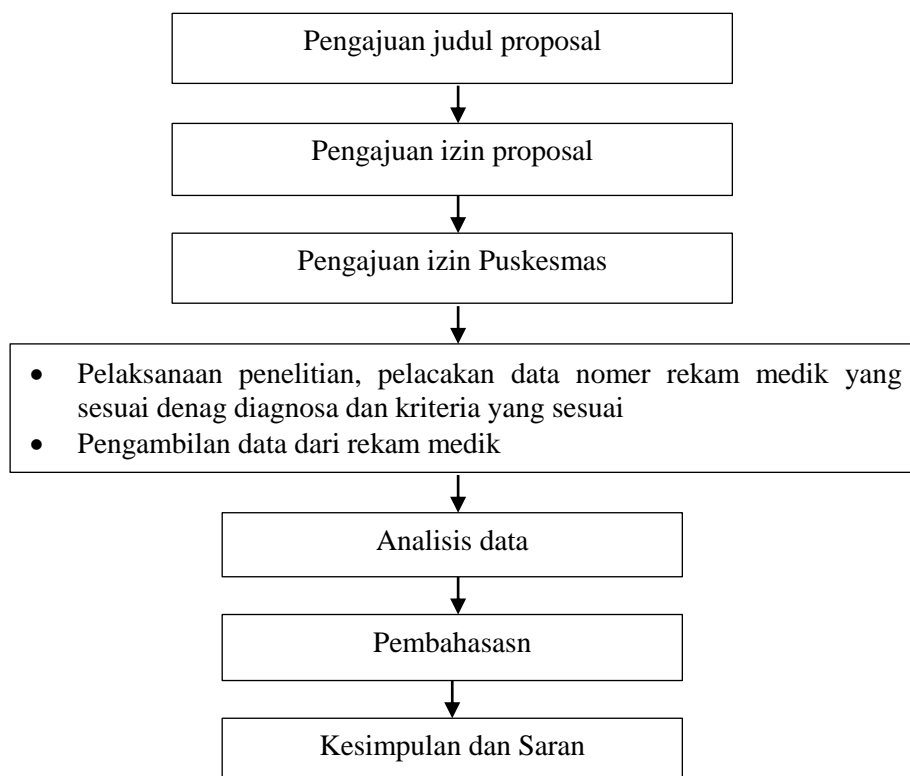 Pengajuan judul proposal
Pengajuan izin proposal
Pengajuan izin Puskesmas
• Pelaksanaan penelitian, pelacakan data nomer rekam medik yang
sesuai denag diagnosa dan kriteria yang sesuai
• Pengambilan data dari rekam medik
Analisis data
Pembahasasn
Kesimpulan dan Saran